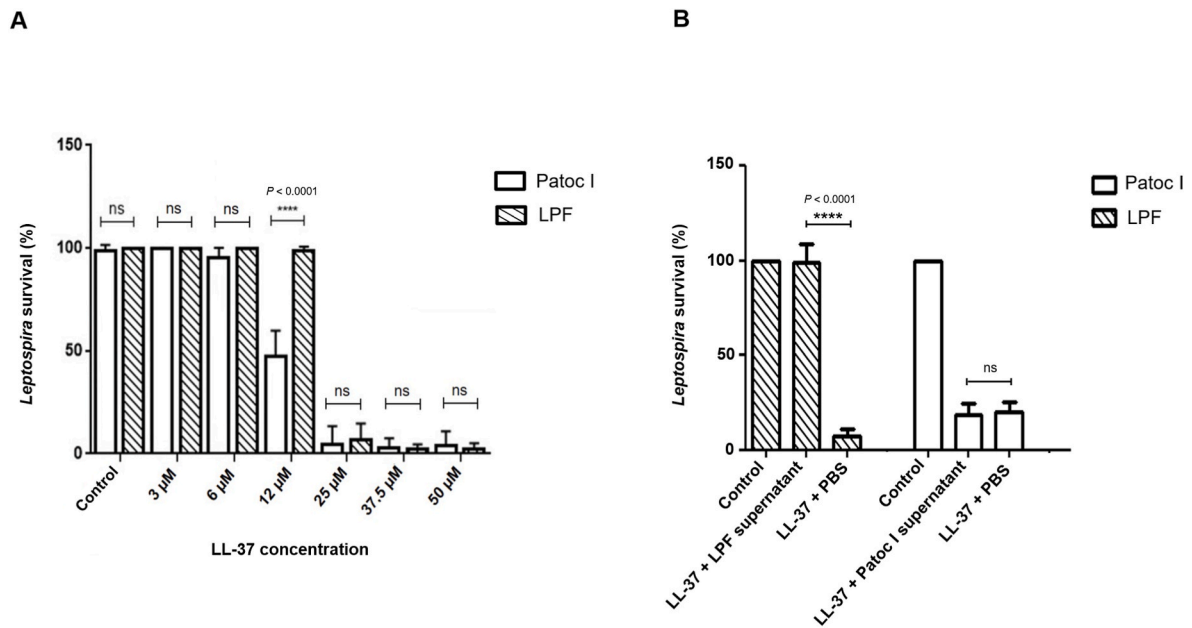 A
Leptospira survival (%)
150
100
50
0
ns
ns
ns
P < 0.0001
****
ns
ns
ns
Patoc I
LPF
Control
3 µM
6 µM
12 µM
25 µM
37.5 µM
50 µM
LL-37 concentration
B
Leptospira survival (%)
150
100
50
0
P < 0.0001
****
ns
Patoc I
LPF
Control
LL-37 + LPF supernatant
LL-37 + PBS
Control
LL-37 + Patoc I supernatant
LL-37 + PBS